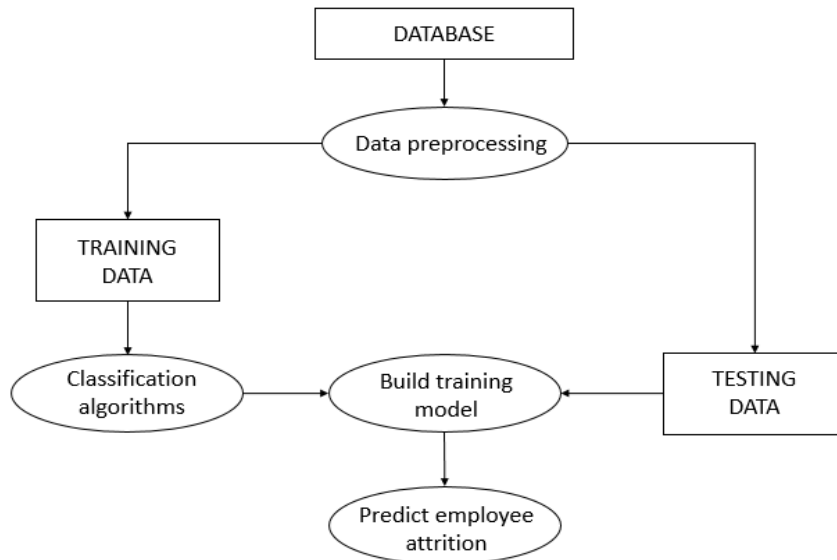 DATABASE
Data preprocessing
TRAINING
DATA
Classification
algorithms
Build training
model
TESTING
DATA
Predict employee
attrition